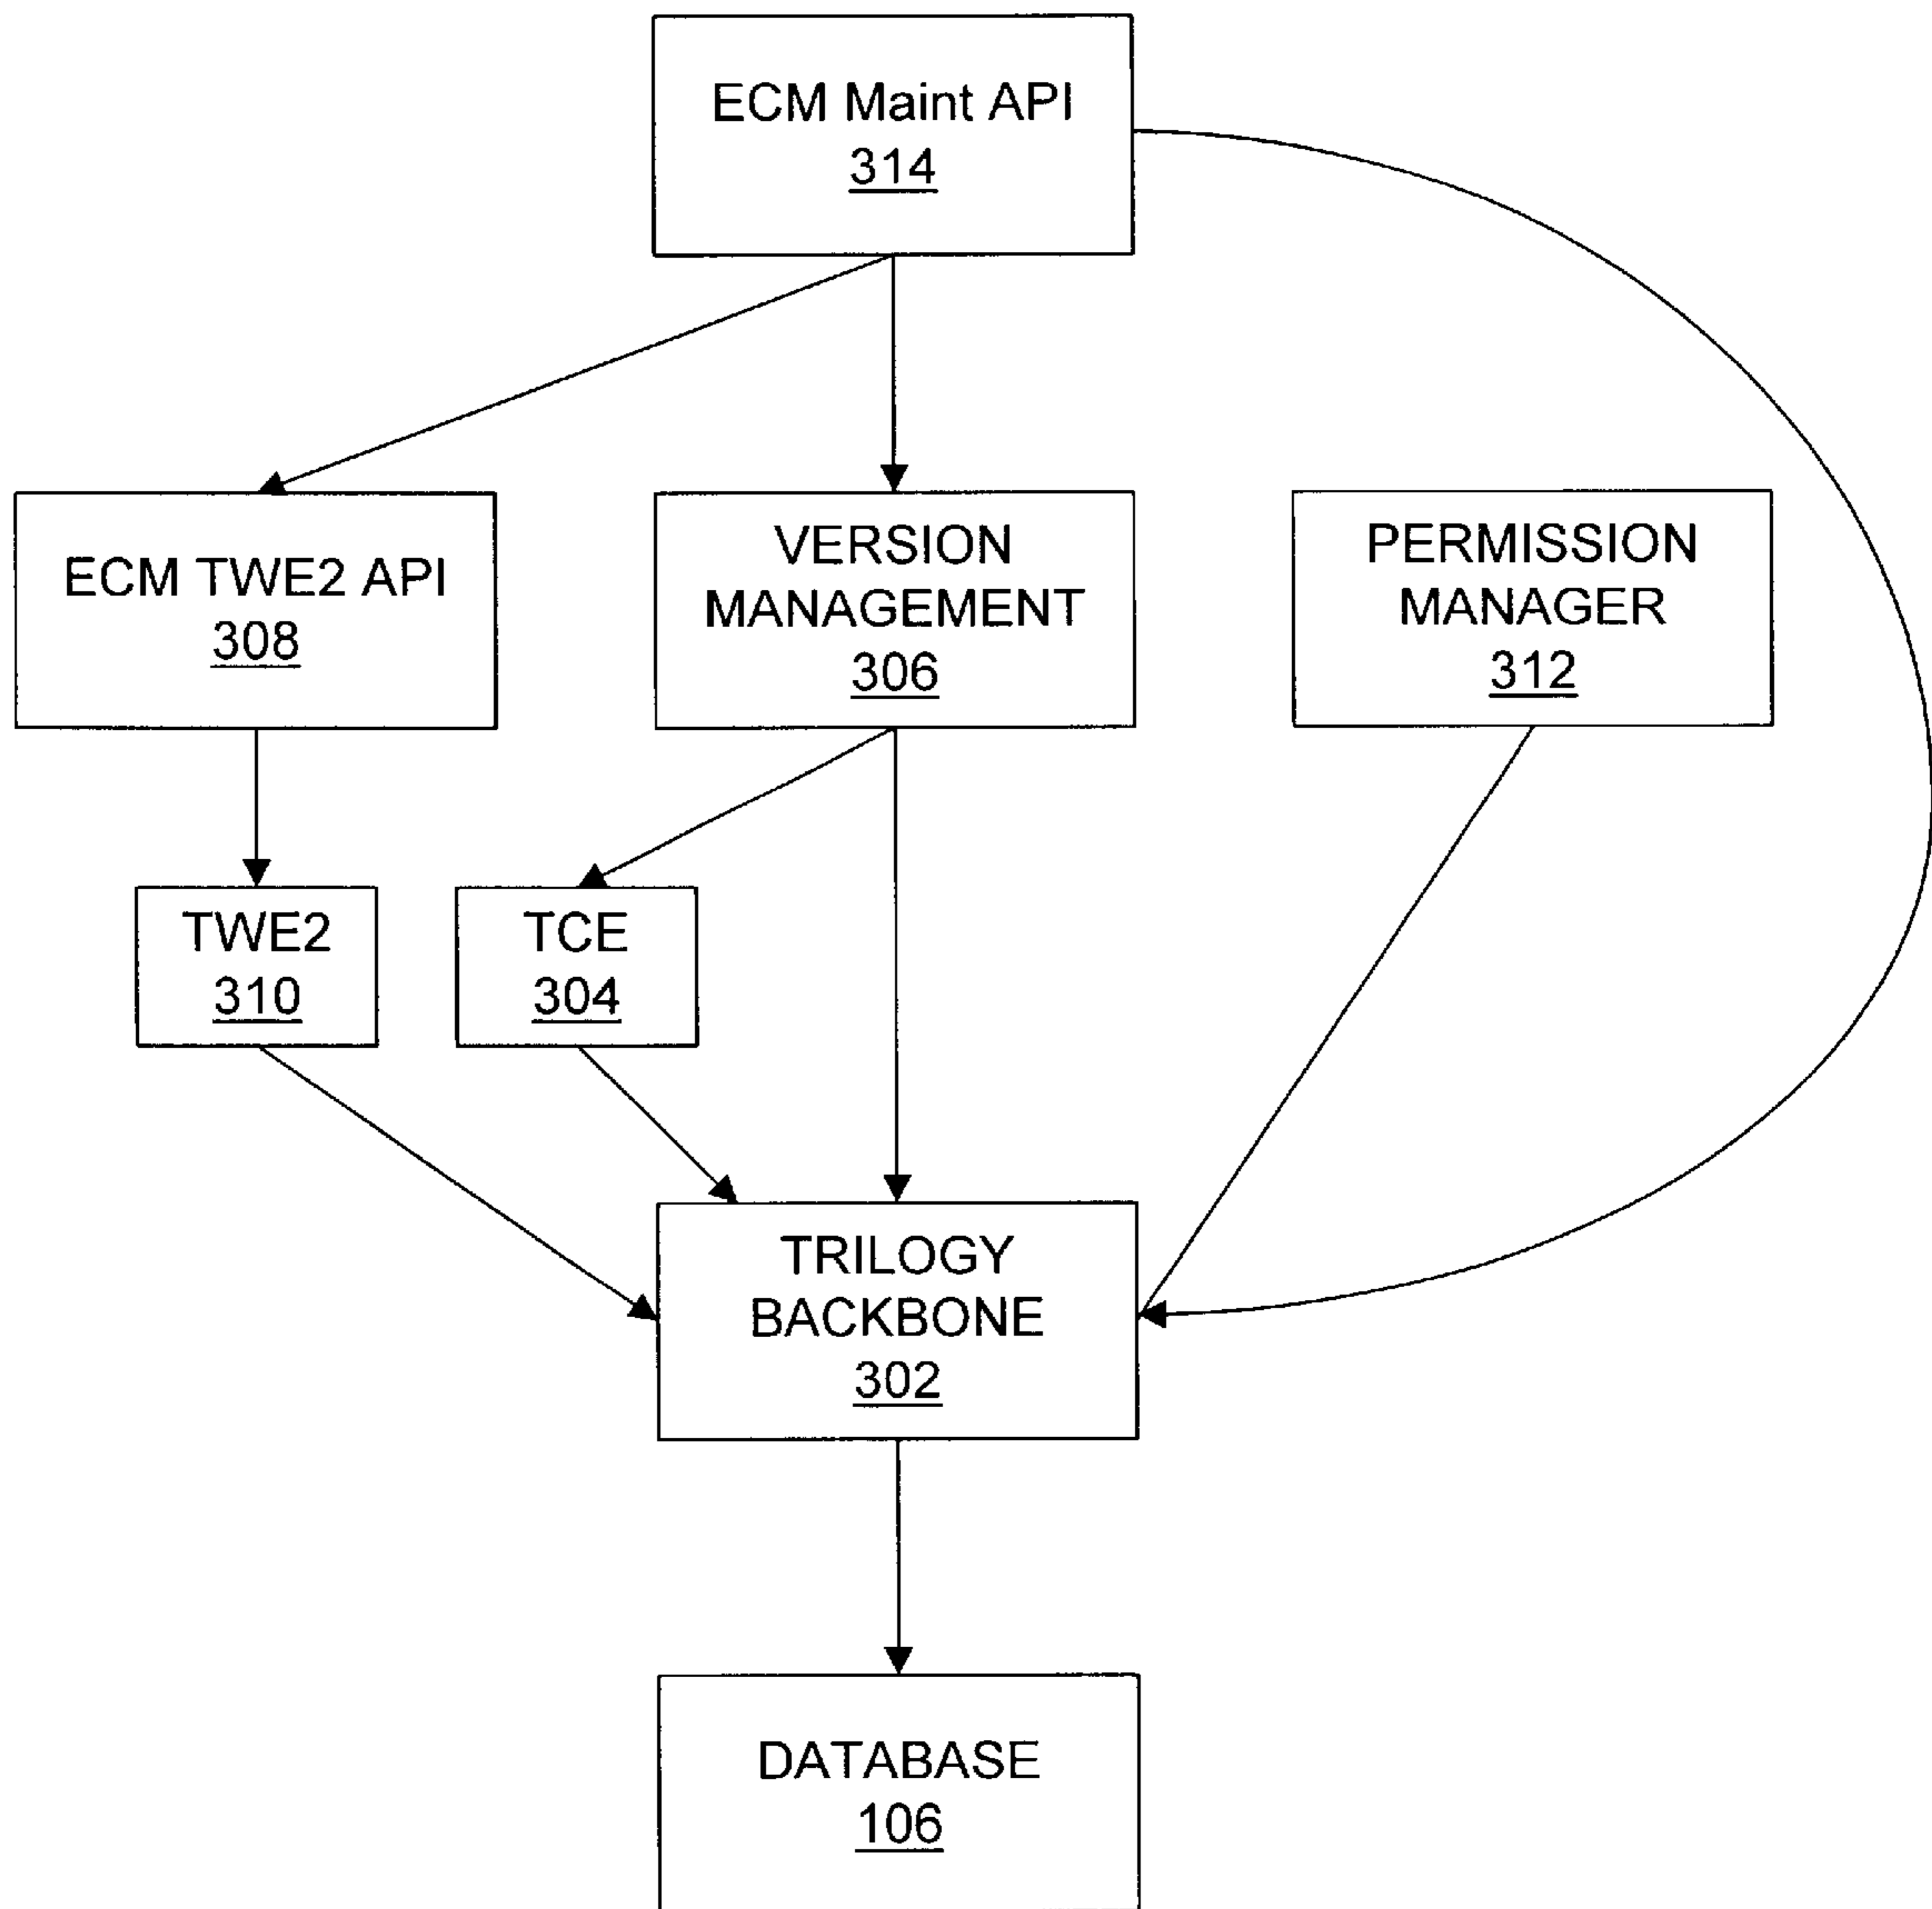 ECM Maint API
314
ECM TWE2 API
308
VERSION
MANAGEMENT
306
PERMISSION
MANAGER
312
TWE2
310
TCE
304
TRILOGY
BACKBONE
302
DATABASE
106